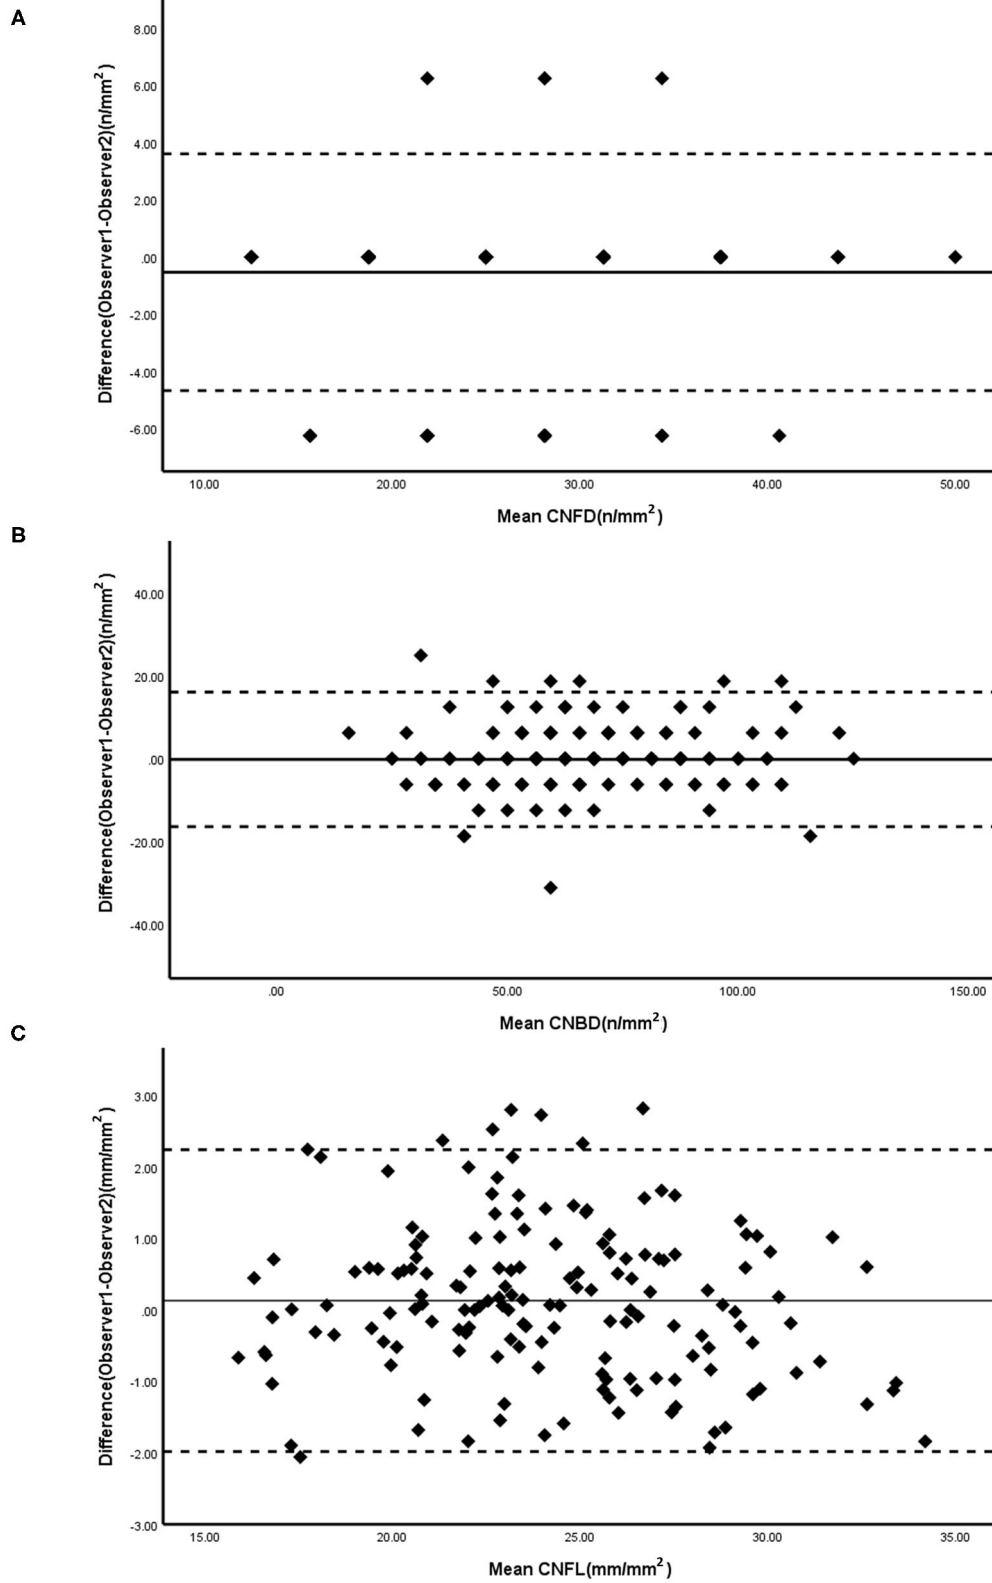 A
8.00
6.00
4.00
2.00
.00
-2.00
-4.00
-6.00
Difference(Observer1-Observer2)(n/mm²)
10.00 20.00 30.00 40.00 50.00
Mean CNFD(n/mm²)
B
40.00
20.00
.00
-20.00
-40.00
Difference(Observer1-Observer2)(n/mm²)
.00 50.00 100.00 150.00
Mean CNBD(n/mm²)
C
3.00
2.00
1.00
.00
-1.00
-2.00
-3.00
Difference(Observer1-Observer2)(mm/mm²)
15.00 20.00 25.00 30.00 35.00
Mean CNFL(mm/mm²)